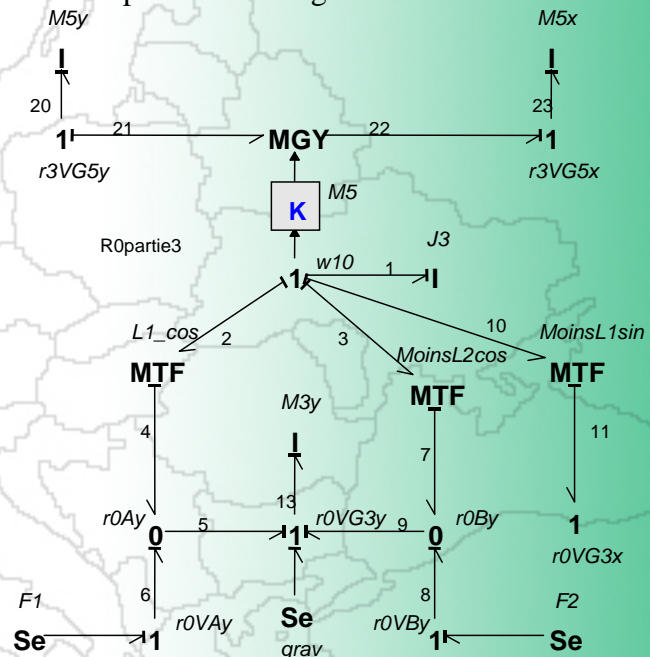 M5y M5x
I I
20 23
1 21 MGY 22 1
r3VG5y r3VG5x
K M5
R0partie3 J3
w10
1 1 I
L1_cos 2 3 10 MoinsL1sin
MTF MoinsL2cos MTF
MTF
M3y
4 I 7 11
13
r0Ay r0VG3y r0By
0 5 1 9 0 1
r0VG3x
6 8
F1 r0VAy Se r0VBy F2
Se 1 grav 1 Se